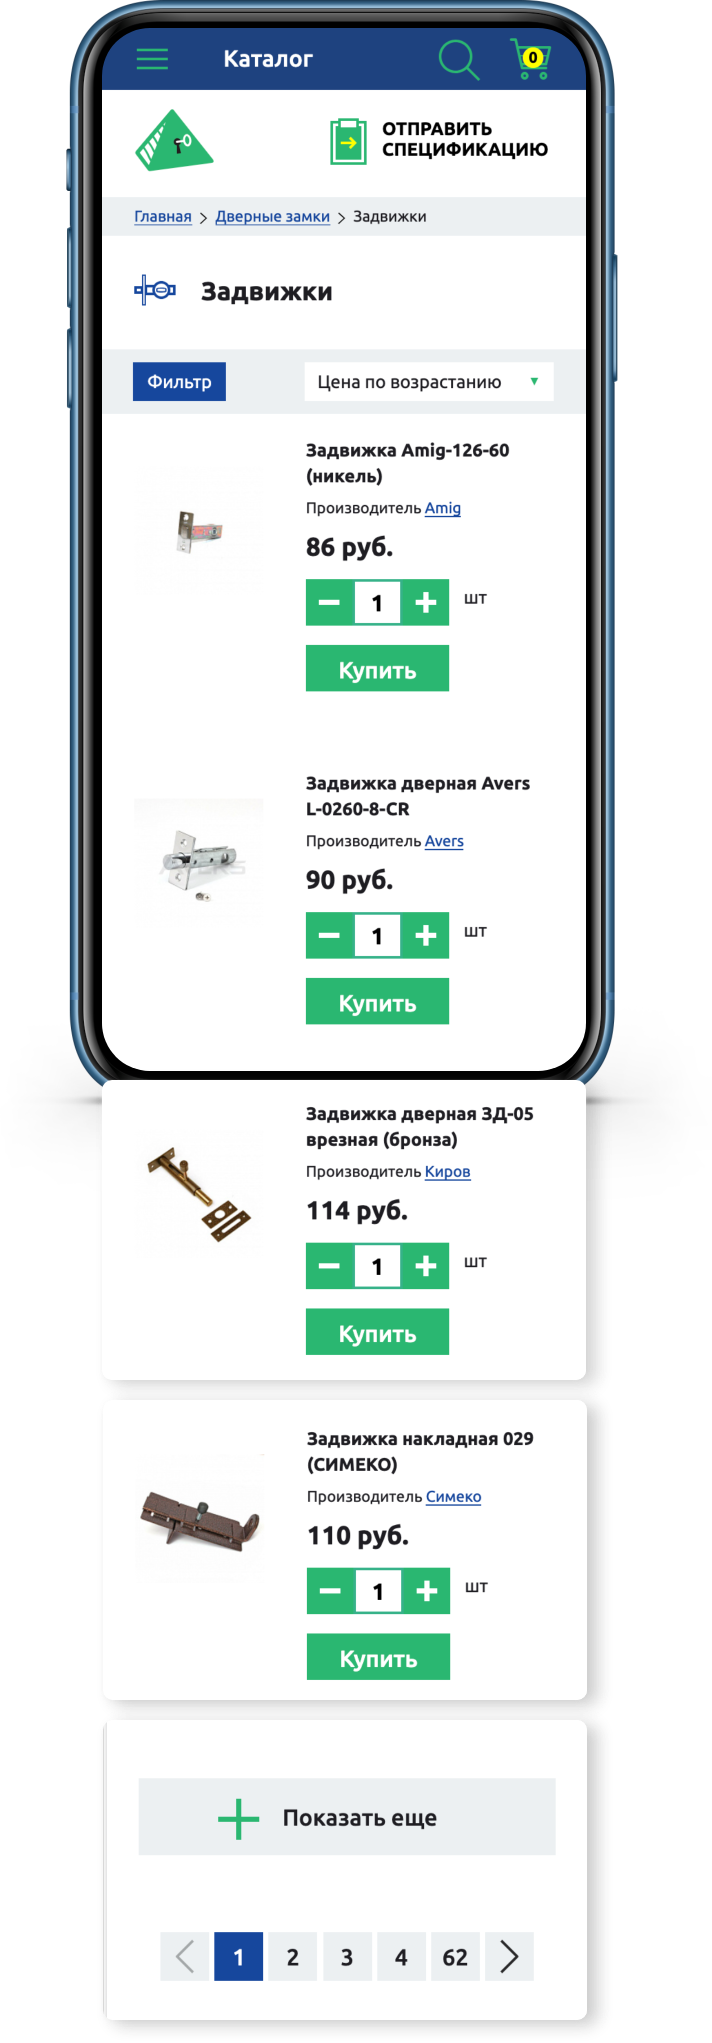 Каталог
0
ОТПРАВИТЬ
СПЕЦИФИКАЦИЮ
Главная > Дверные замки > Задвижки
Задвижки
Фильтр
Цена по возрастанию
Задвижка Amig-126-60
(никель)
Производитель Amig
86 руб.
− 1 + шт
Купить
Задвижка дверная Avers
L-0260-8-CR
Производитель Avers
90 руб.
− 1 + шт
Купить
Задвижка дверная ЗД-05
врезная (бронза)
Производитель Киров
114 руб.
− 1 + шт
Купить
Задвижка накладная 029
(СИМЕКО)
Производитель Симеко
110 руб.
− 1 + шт
Купить
Показать еще
1 2 3 4 62